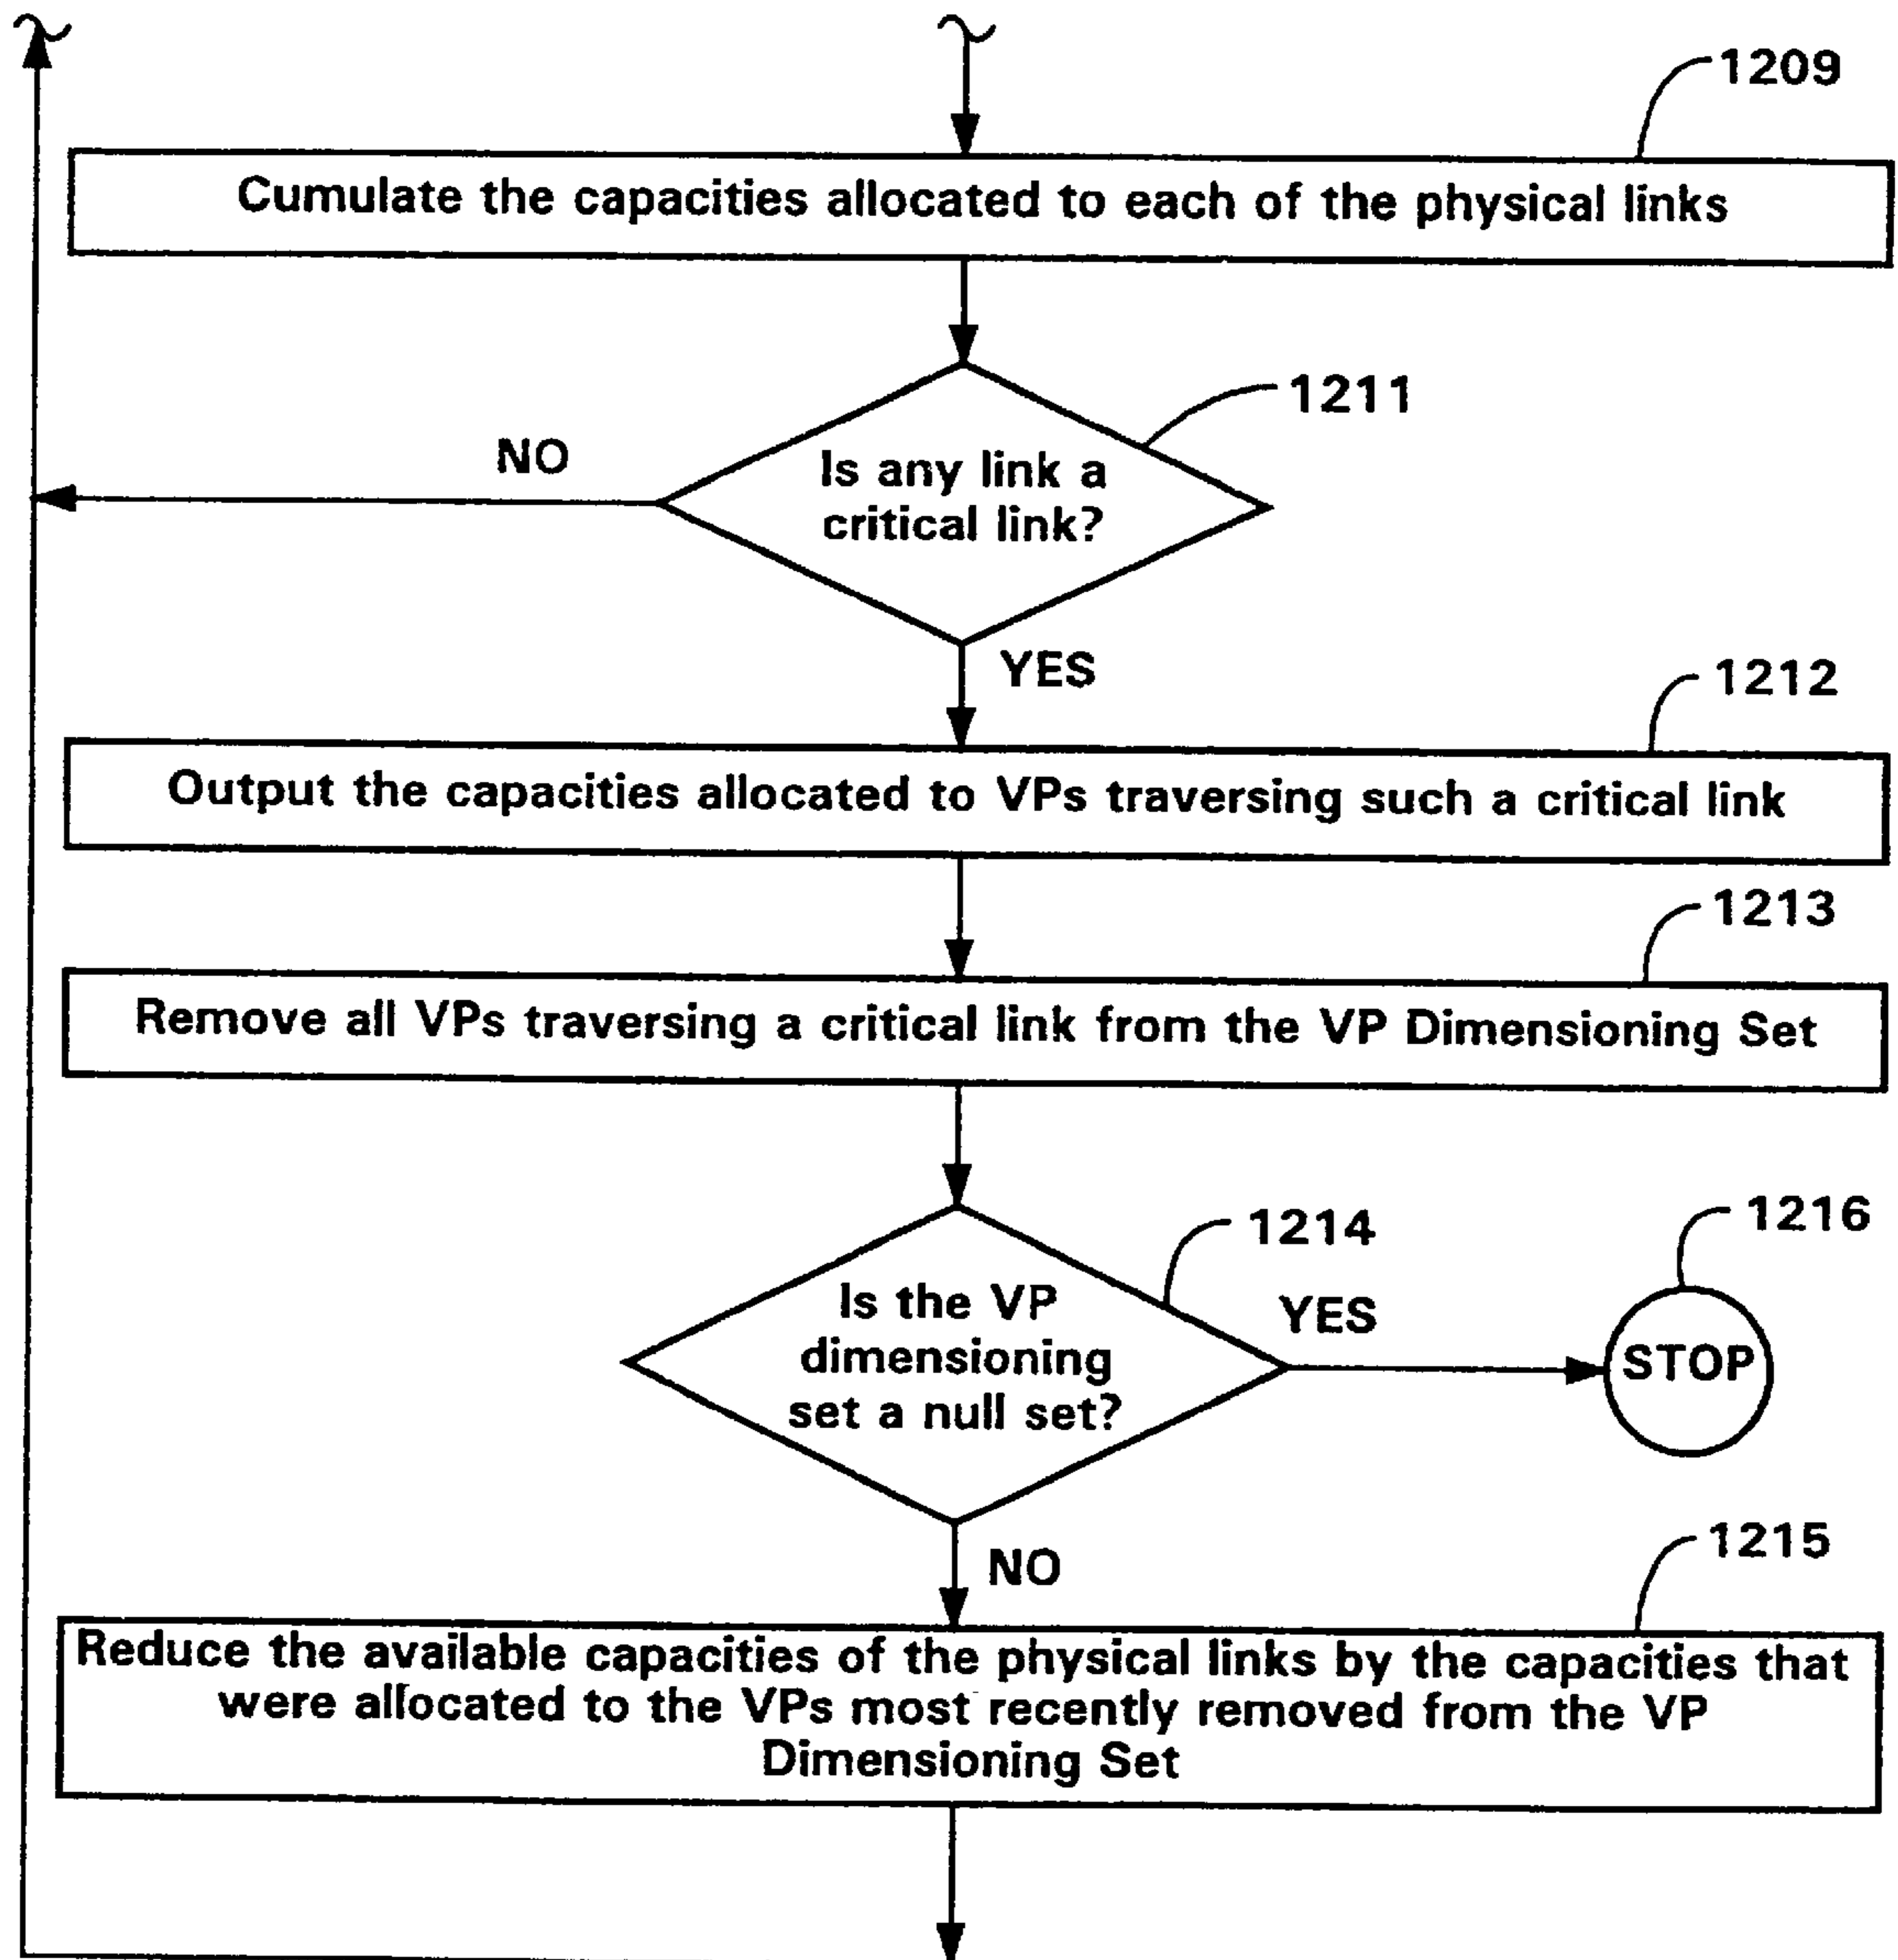 1209
Cumulate the capacities allocated to each of the physical links
1211
NO
Is any link a
critical link?
YES
1212
Output the capacities allocated to VPs traversing such a critical link
1213
Remove all VPs traversing a critical link from the VP Dimensioning Set
1214
1216
Is the VP
dimensioning
set a null set?
YES
STOP
NO
1215
Reduce the available capacities of the physical links by the capacities that
were allocated to the VPs most recently removed from the VP
Dimensioning Set